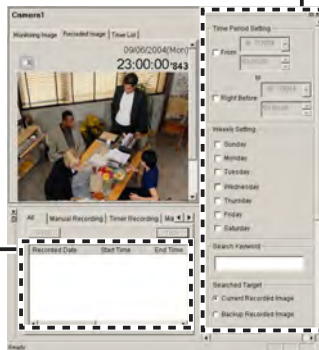 Camera1
Monitoring Image Recorded Image Time List
09/06/2004(Mon)
23:00:00'843
All Manual Recording Timer Recording
Recorded Date Start Time End Time
Ready
Time Period Setting
From
to
Right Before
Weekly Setting
Sunday
Monday
Tuesday
Wednesday
Thursday
Friday
Saturday
Search Keyword
Searched Target
Current Recorded Image
Backup Recorded Image